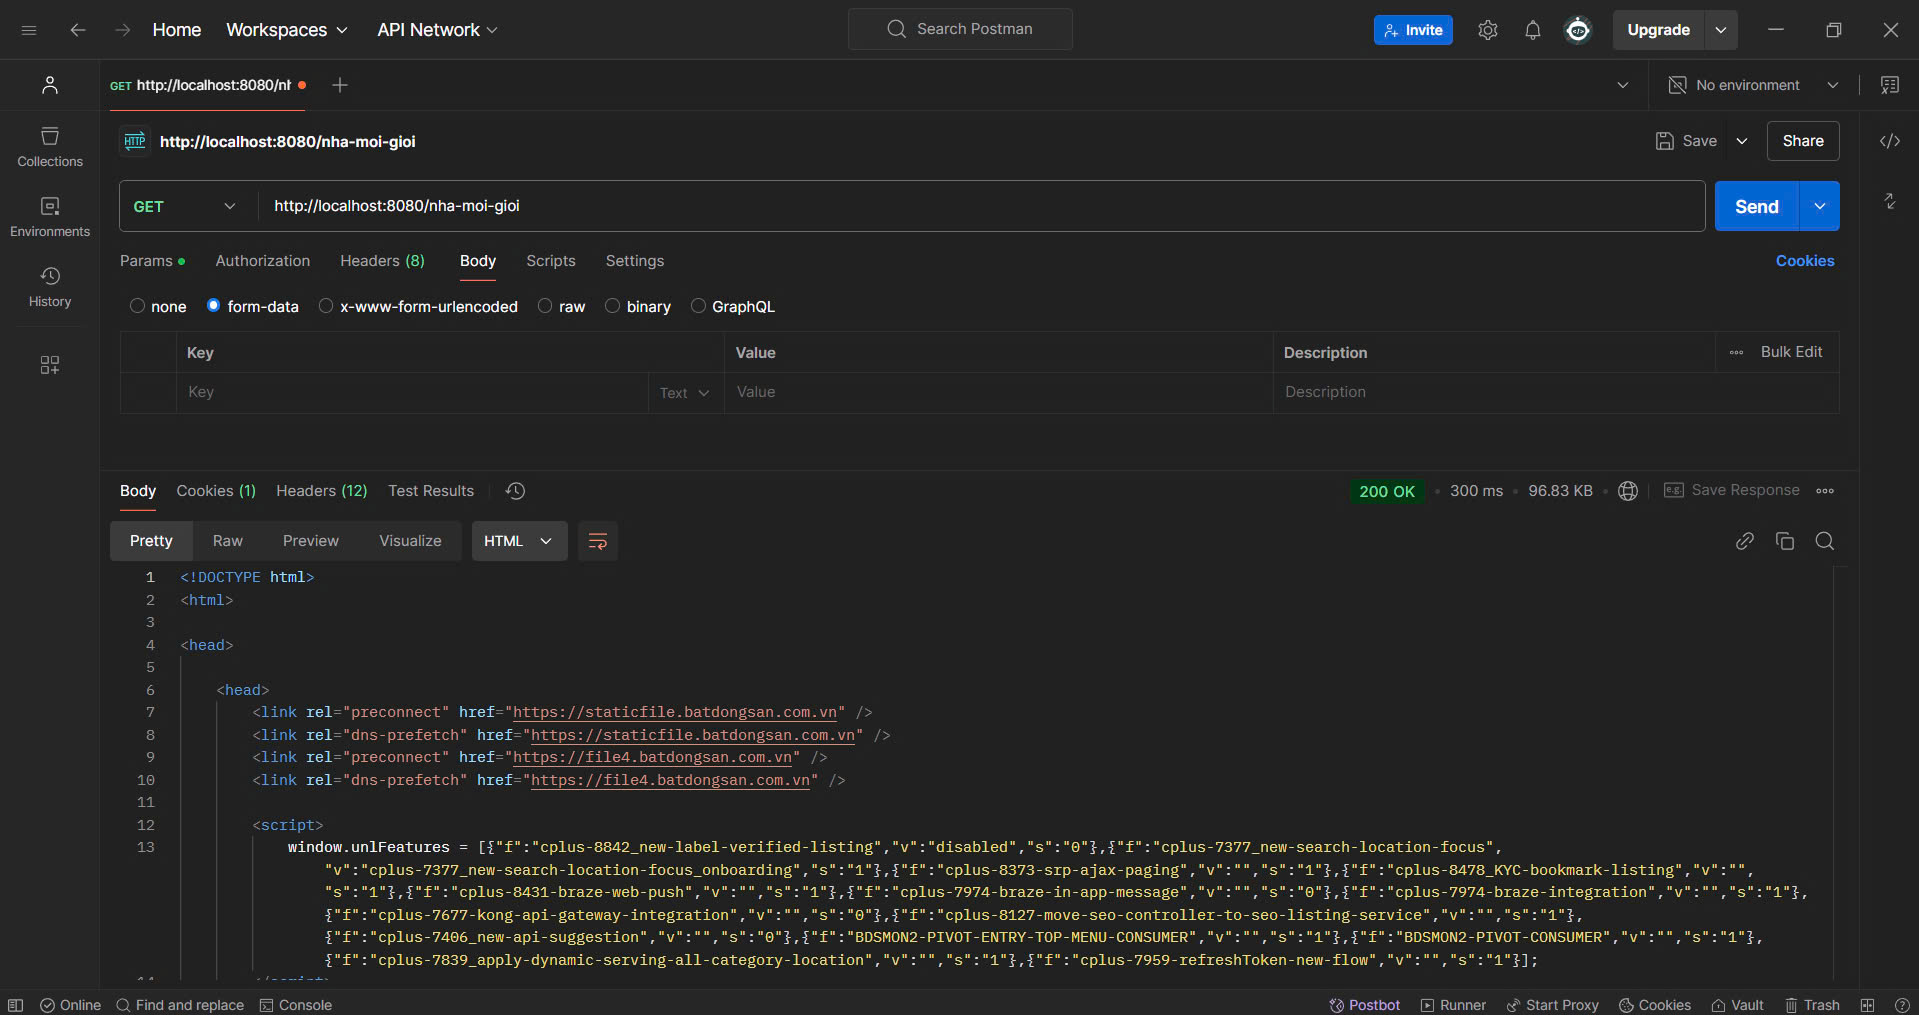 Home Workspaces API Network Search Postman Invite Upgrade
GET http://localhost:8080/nh No environment
HTTP http://localhost:8080/nha-moi-gioi Save Share
Collections
GET http://localhost:8080/nha-moi-gioi Send
Environments
Params Authorization Headers (8) Body Scripts Settings Cookies
History
none form-data x-www-form-urlencoded raw binary GraphQL
Key Value Description Bulk Edit
Key Text Value Description
Body Cookies (1) Headers (12) Test Results 200 OK 300 ms 96.83 KB e.g. Save Response
Pretty Raw Preview Visualize HTML
1 <!DOCTYPE html>
2 <html>
3
4 <head>
5
6 <head>
7 <link rel="preconnect" href="https://staticfile.batdongsan.com.vn" />
8 <link rel="dns-prefetch" href="https://staticfile.batdongsan.com.vn" />
9 <link rel="preconnect" href="https://file4.batdongsan.com.vn" />
10 <link rel="dns-prefetch" href="https://file4.batdongsan.com.vn" />
11
12 <script>
13 window.unlFeatures = [{"f":"cplus-8842_new-label-verified-listing","v":"disabled","s":"0"},{"f":"cplus-7377_new-search-location-focus",
"v":"cplus-7377_new-search-location-focus_onboarding","s":"1"},{"f":"cplus-8373-srp-ajax-paging","v":"","s":"1"},{"f":"cplus-8478_KYC-bookmark-listing","v":"",
"s":"1"},{"f":"cplus-8431-braze-web-push","v":"","s":"1"},{"f":"cplus-7974-braze-in-app-message","v":"","s":"0"},{"f":"cplus-7974-braze-integration","v":"","s":"1"},
{"f":"cplus-7677-kong-api-gateway-integration","v":"","s":"0"},{"f":"cplus-8127-move-seo-controller-to-seo-listing-service","v":"","s":"1"},
{"f":"cplus-7406_new-api-suggestion","v":"","s":"0"},{"f":"BDSMON2-PIVOT-ENTRY-TOP-MENU-CONSUMER","v":"","s":"1"},{"f":"BDSMON2-PIVOT-CONSUMER","v":"","s":"1"},
{"f":"cplus-7839_apply-dynamic-serving-all-category-location","v":"","s":"1"},{"f":"cplus-7959-refreshToken-new-flow","v":"","s":"1"}];
Online Find and replace Console Postbot Runner Start Proxy Cookies Vault Trash